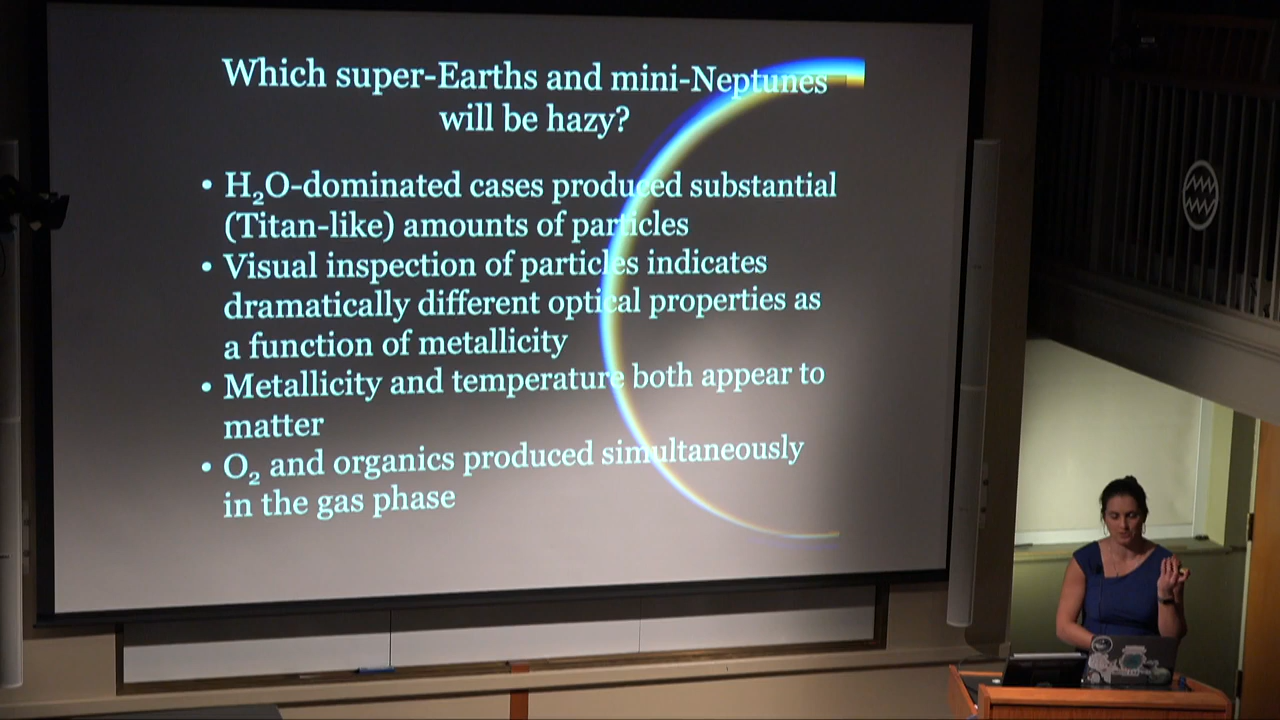 Which super-Earths and mini-Neptunes
will be hazy?
• H₂O-dominated cases produced substantial
(Titan-like) amounts of particles
• Visual inspection of particles indicates
dramatically different optical properties as
a function of metallicity
• Metallicity and temperature both appear to
matter
• O₂ and organics produced simultaneously
in the gas phase